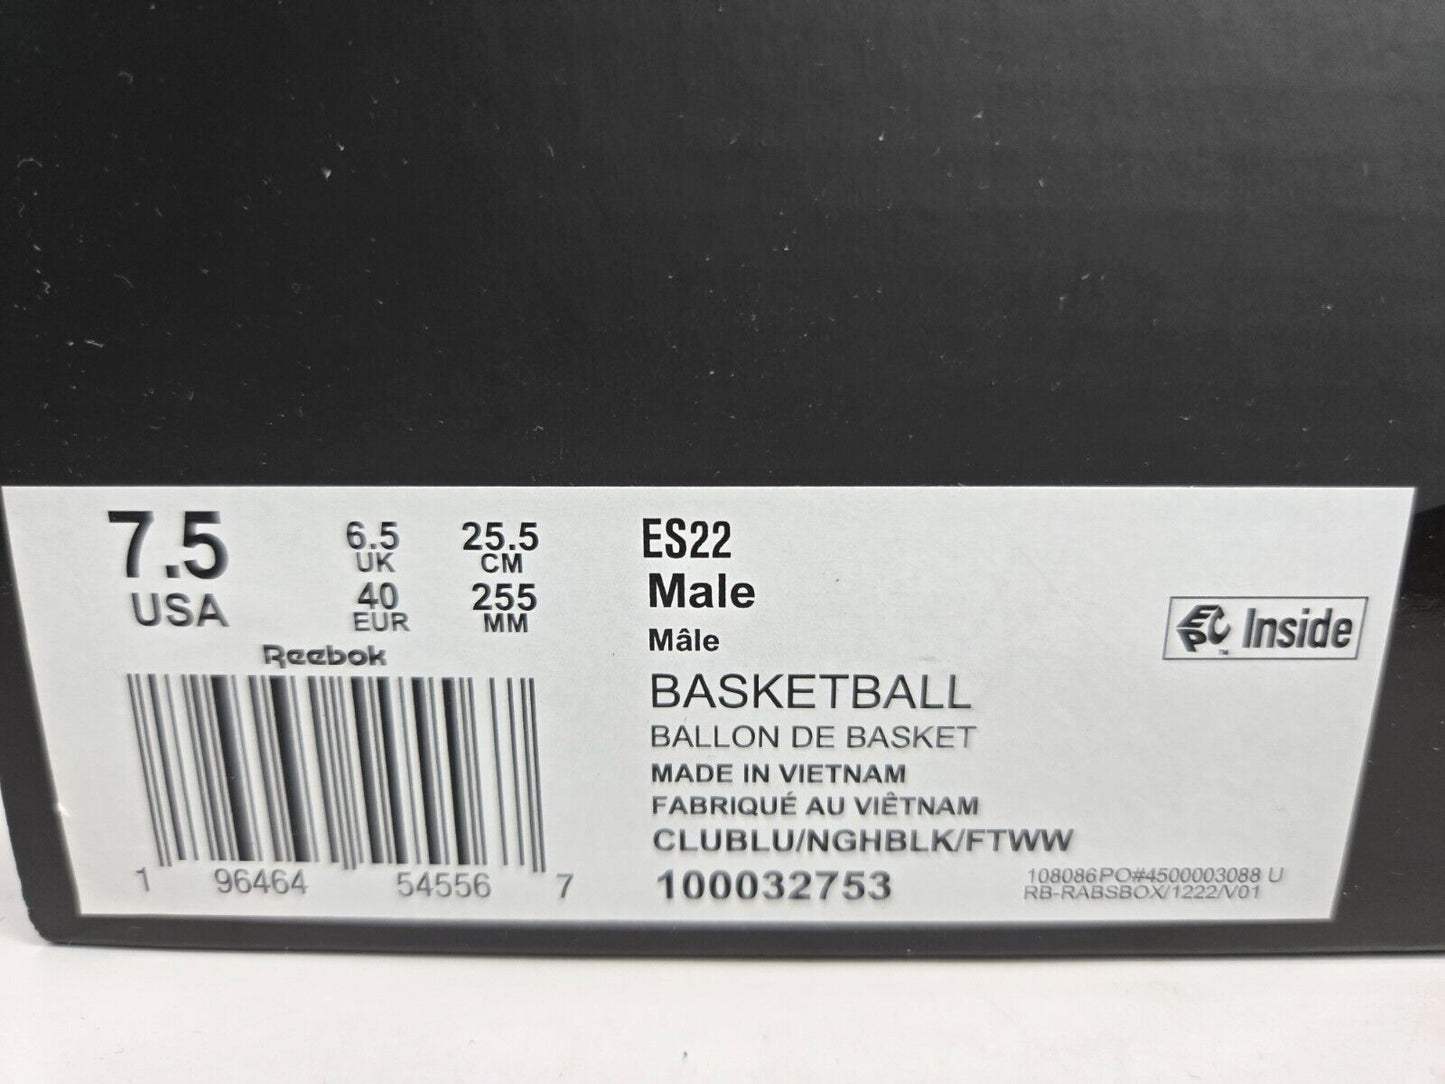 7.5
USA
6.5
UK
40
EUR
25.5
CM
255
MM
Reebok
1 96464 54556 7
ES22
Male
Mâle
BASKETBALL
BALLON DE BASKET
MADE IN VIETNAM
FABRIQUÉ AU VIÊTNAM
CLUBLU/NGHBLK/FTWW
100032753
EPC Inside
™
108086PO#4500003088 U
RB-RABSBOX/1222/V01